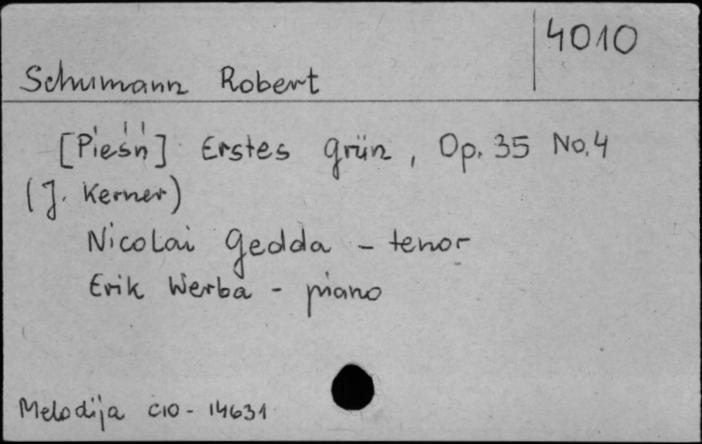 4010
Schumann Robert
[Pieśń] Erstes Grün, Op. 35 No. 4
(J. Kerner)
Nicolai Gedda - tenor
Erik Werba - piano
Melodija C10 - 14631